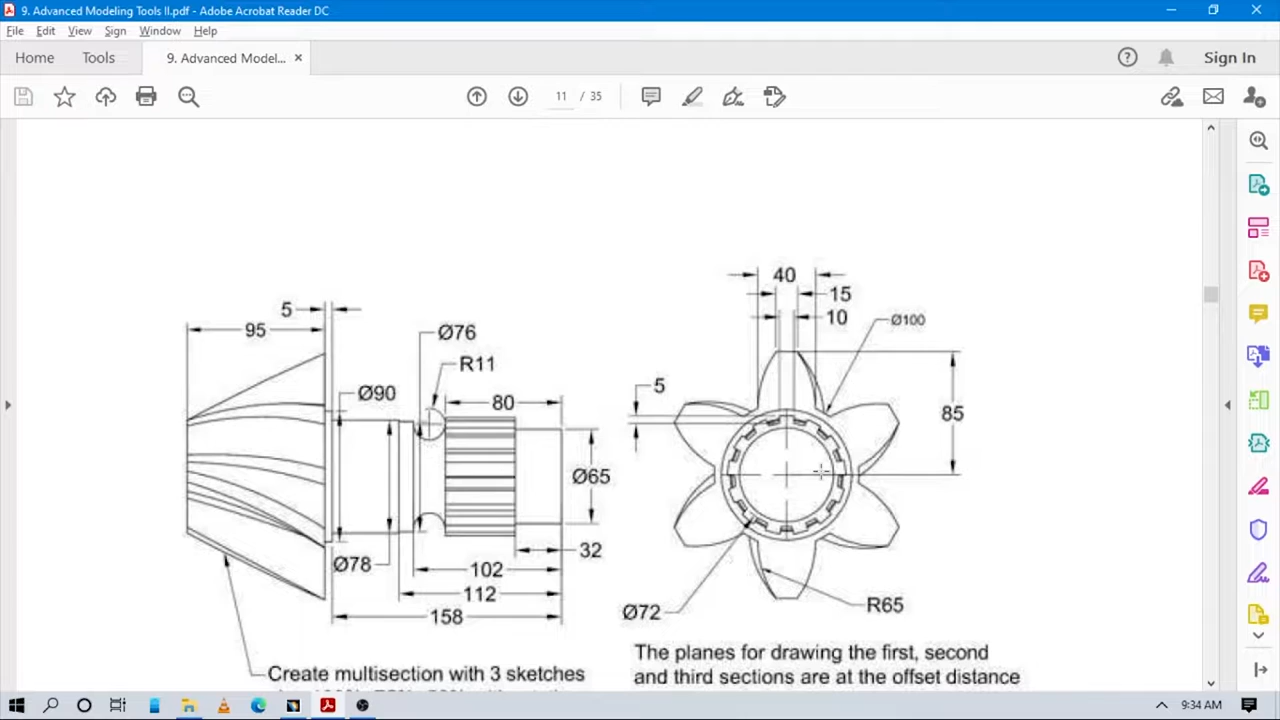 9. Advanced Modeling Tools II.pdf - Adobe Acrobat Reader DC
File Edit View Sign Window Help
Home Tools 9. Advanced Model... ×
Sign In
11 / 35
40
15
10
Ø100
5
95
Ø76
R11
5
Ø90
80
85
Ø65
32
Ø78
102
112
158
Ø72
R65
Create multisection with 3 sketches
The planes for drawing the first, second
and third sections are at the offset distance
9:34 AM